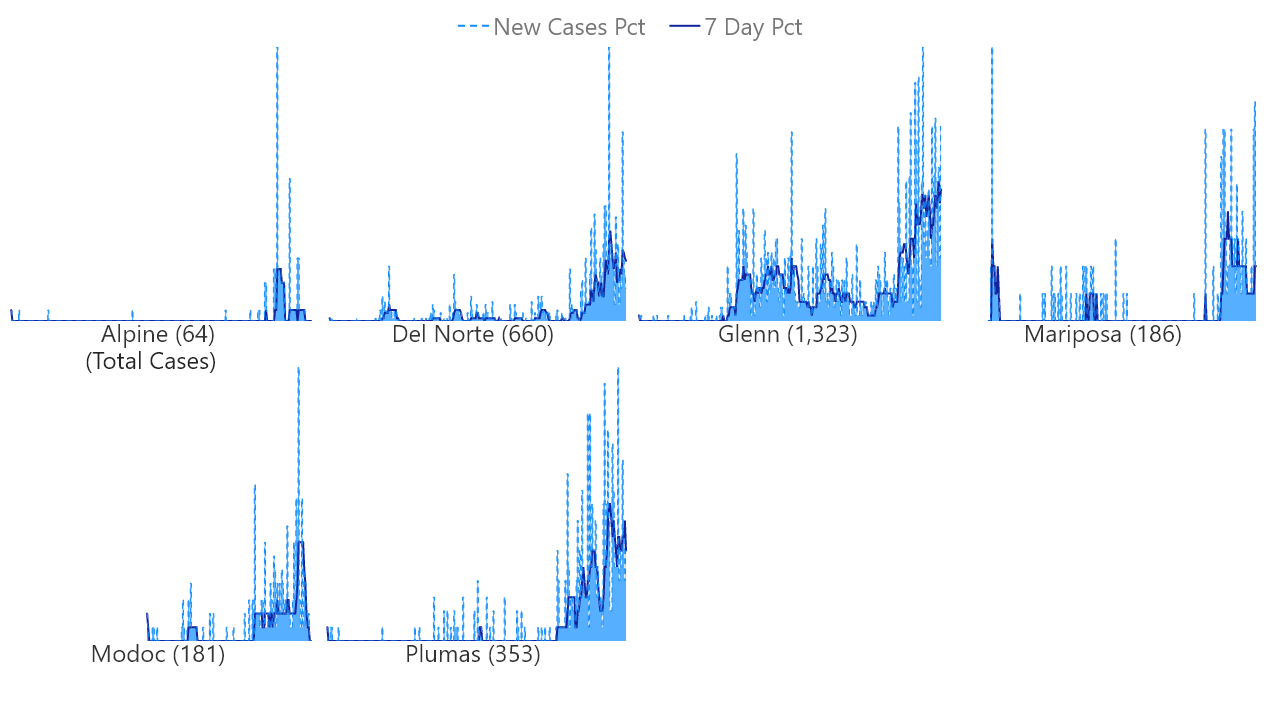 New Cases Pct 7 Day Pct
Alpine (64) Del Norte (660) Glenn (1,323) Mariposa (186)
(Total Cases)
Modoc (181) Plumas (353)